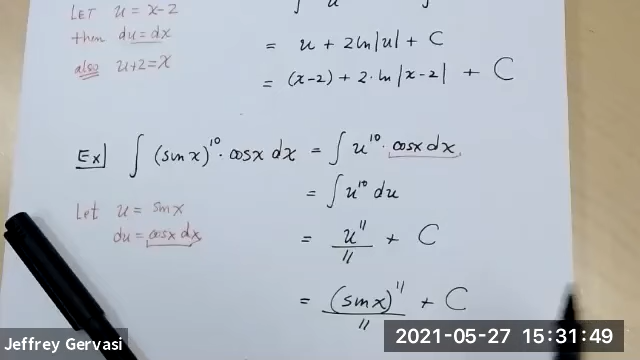 LET u = x-2
then du = dx
also u+2 = x
= u + 2 ln|u| + C
= (x-2) + 2·ln|x-2| + C
Ex] ∫ (sin x)^10 · cos x dx = ∫ u^10 · cos x dx
= ∫ u^10 du
Let u = sin x
du = cos x dx
= u^11/11 + C
= (sin x)^11/11 + C
Jeffrey Gervasi
2021-05-27 15:31:49